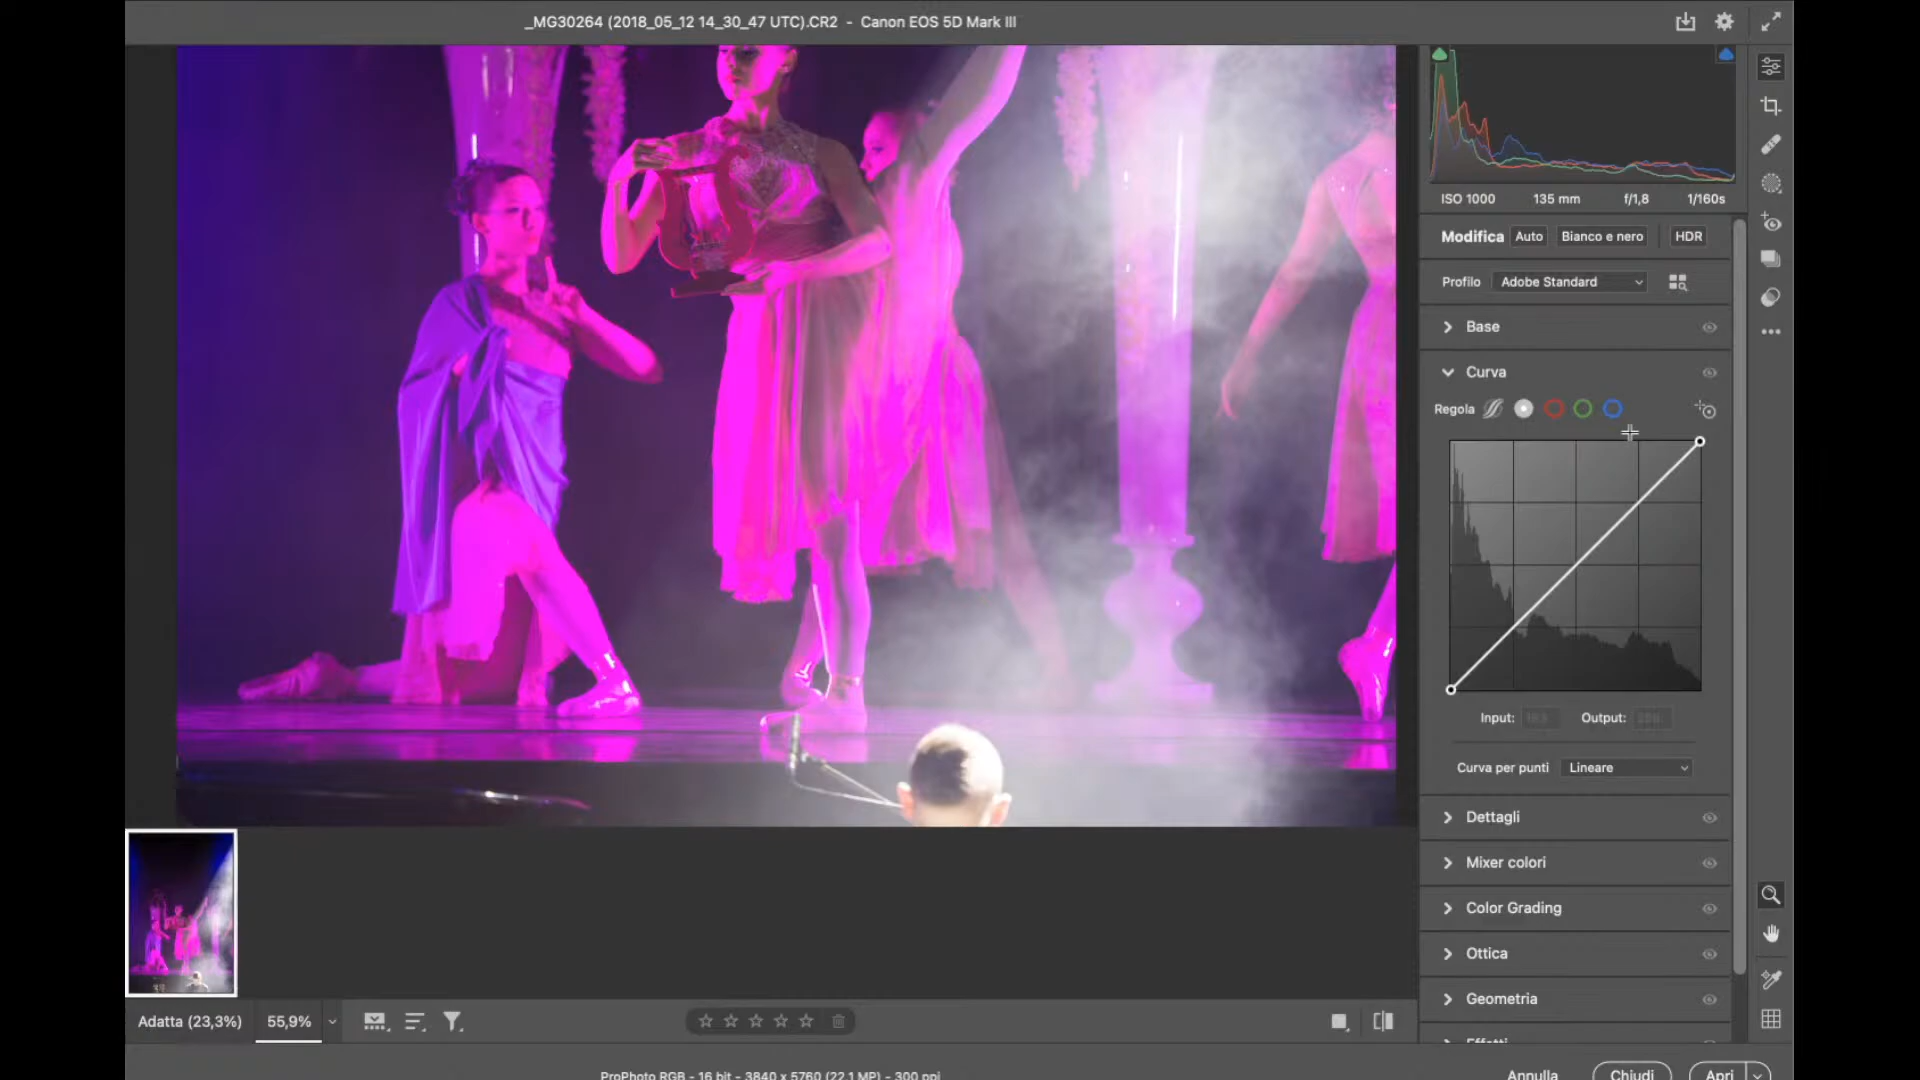 _MG30264 (2018_05_12 14_30_47 UTC).CR2 - Canon EOS 5D Mark III
ISO 1000 135 mm f/1,8 1/160s
Modifica Auto Bianco e nero HDR
Profilo Adobe Standard
Base
Curva
Regola
Input: Output:
Curva per punti Lineare
Dettagli
Mixer colori
Color Grading
Ottica
Geometria
Effetti
Adatta (23,3%) 55,9%
ProPhoto RGB - 16 bit - 3840 x 5760 (22,1 MP) - 300 ppi
Annulla Chiudi Apri